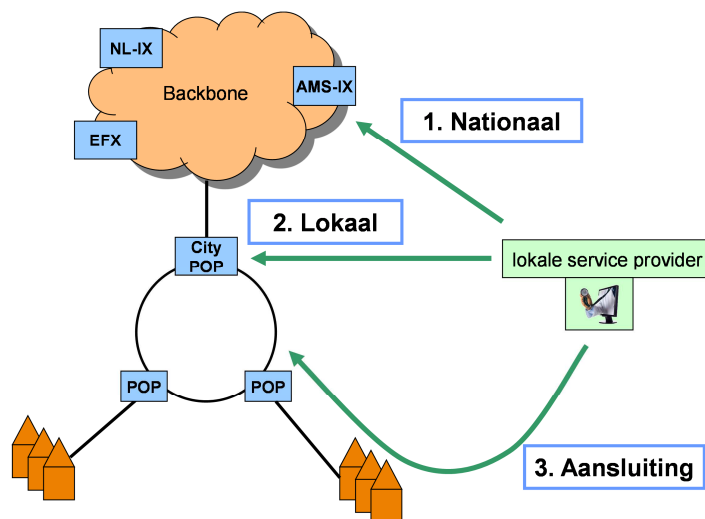 NL-IX
Backbone
AMS-IX
EFX
1. Nationaal
2. Lokaal
City
POP
lokale service provider
POP
POP
3. Aansluiting